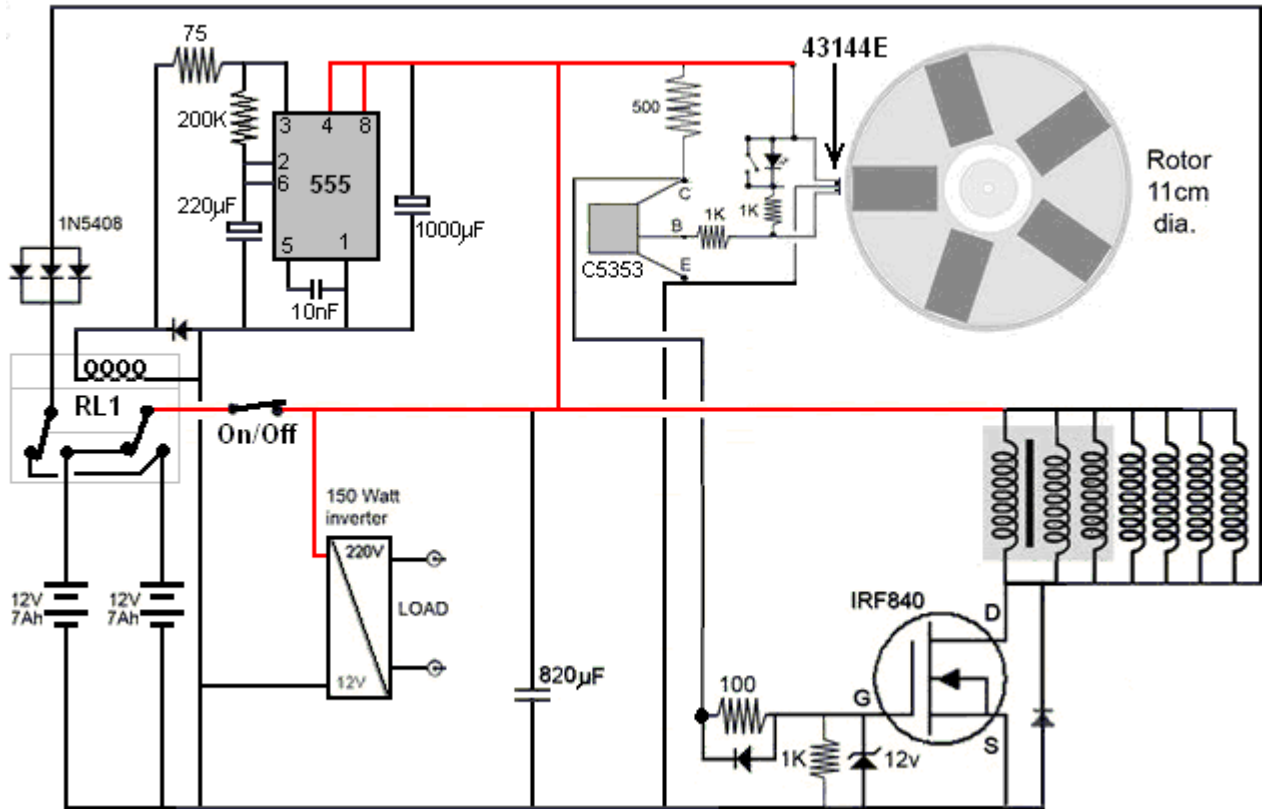 75
43144E
200K
3 4 8
2
6
555
5 1
220µF
1000µF
10nF
500
C
1K
B
1K
E
C5353
Rotor
11cm
dia.
1N5408
RL1
On/Off
150 Watt
inverter
220V
12V
LOAD
12V
7Ah
12V
7Ah
820µF
IRF840
D
G
S
100
1K
12v